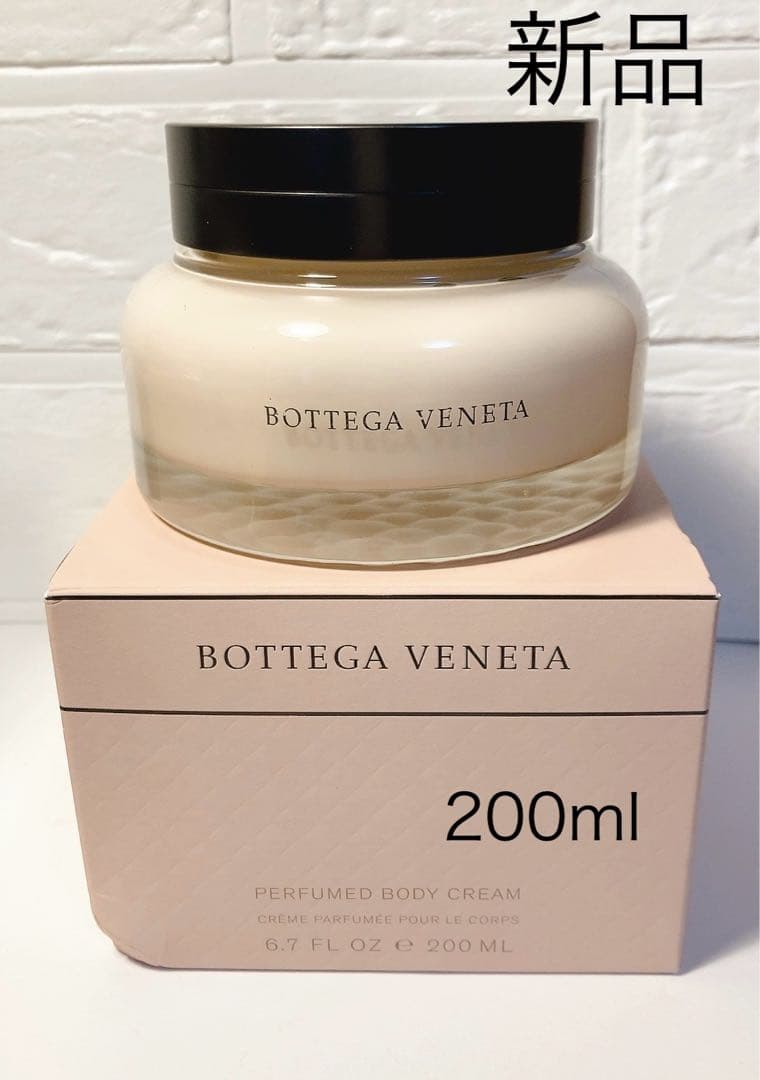 新品
BOTTEGA VENETA
BOTTEGA VENETA
200ml
PERFUMED BODY CREAM
CRÈME PARFUMÉE POUR LE CORPS
6.7 FL OZ ℮ 200 ML